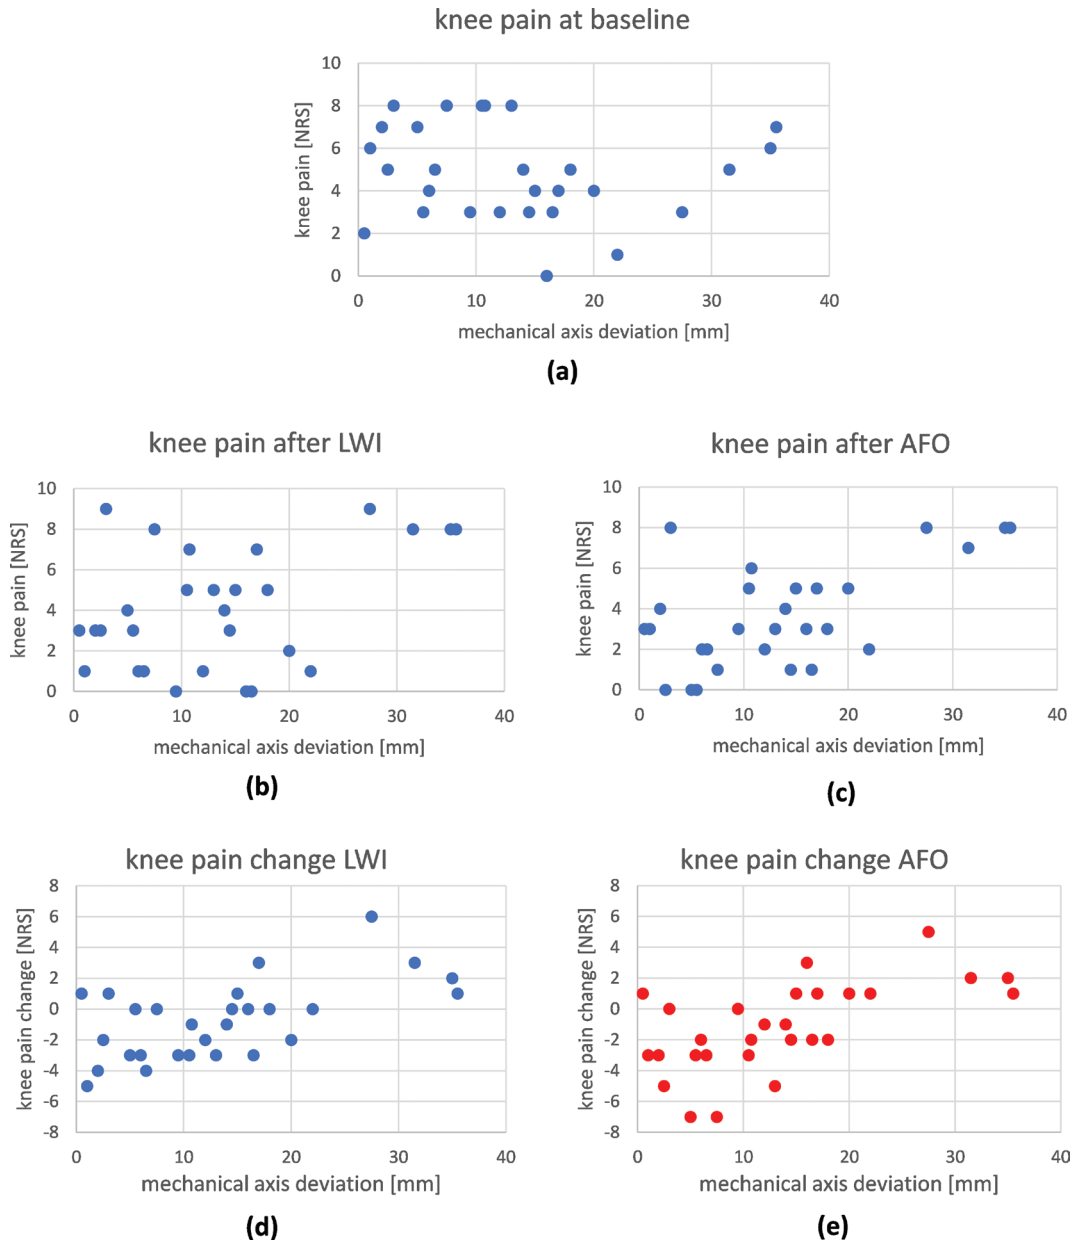 knee pain at baseline
knee pain [NRS]
10
8
6
4
2
0
0 10 20 30 40
mechanical axis deviation [mm]
(a)
knee pain after LWI
knee pain [NRS]
10
8
6
4
2
0
0 10 20 30 40
mechanical axis deviation [mm]
(b)
knee pain after AFO
knee pain [NRS]
10
8
6
4
2
0
0 10 20 30 40
mechanical axis deviation [mm]
(c)
knee pain change LWI
knee pain change [NRS]
8
6
4
2
0
-2
-4
-6
-8
0 10 20 30 40
mechanical axis deviation [mm]
(d)
knee pain change AFO
knee pain change [NRS]
8
6
4
2
0
-2
-4
-6
-8
0 10 20 30 40
mechanical axis deviation [mm]
(e)